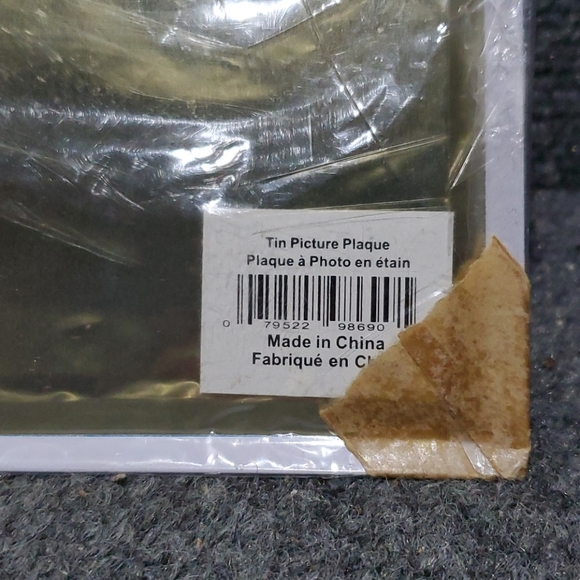 Tin Picture Plaque
Plaque à Photo en étain
0 79522 98690
Made in China
Fabriqué en